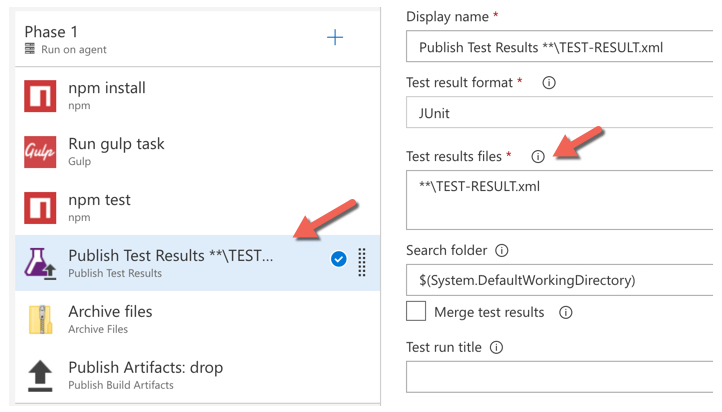 Phase 1
Run on agent
npm install
npm
Gulp
Run gulp task
Gulp
npm test
npm
Publish Test Results **\TEST...
Publish Test Results
Archive files
Archive Files
Publish Artifacts: drop
Publish Build Artifacts
Display name *
Publish Test Results **\TEST-RESULT.xml
Test result format *
JUnit
Test results files *
**\TEST-RESULT.xml
Search folder
$(System.DefaultWorkingDirectory)
Merge test results
Test run title